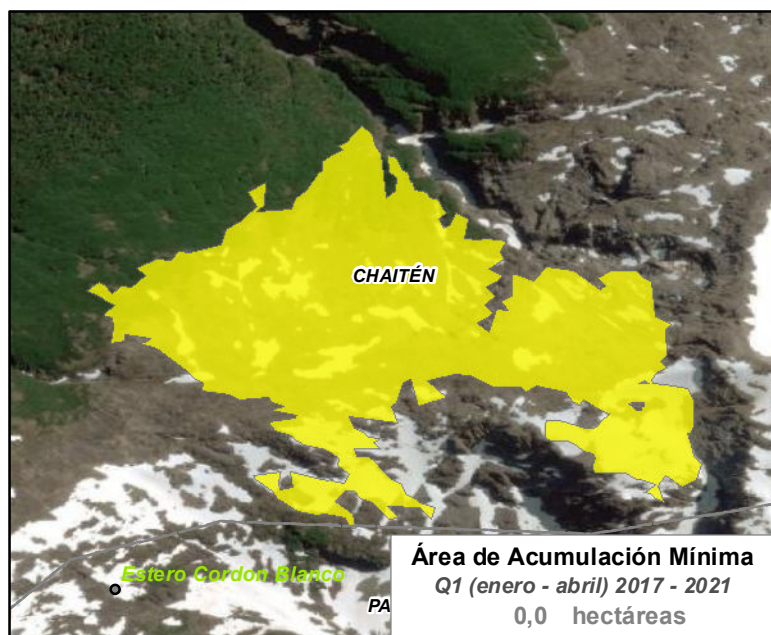 CHAITÉN
Estero Cordon Blanco
PA
Área de Acumulación Mínima
Q1 (enero - abril) 2017 - 2021
0,0 hectáreas